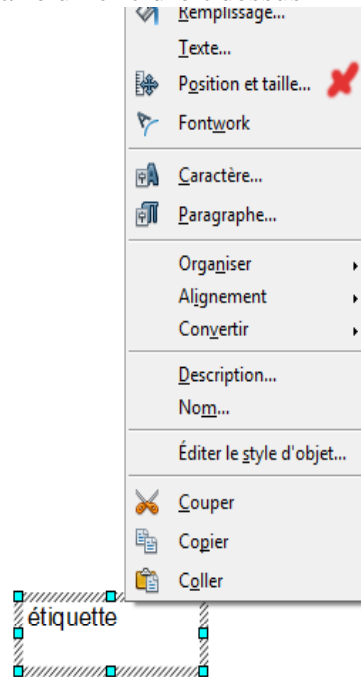 Remplissage...
Texte...
Position et taille...
Fontwork
Caractère...
Paragraphe...
Organiser
Alignement
Convertir
Description...
Nom...
Éditer le style d'objet...
Couper
Copier
Coller
étiquette